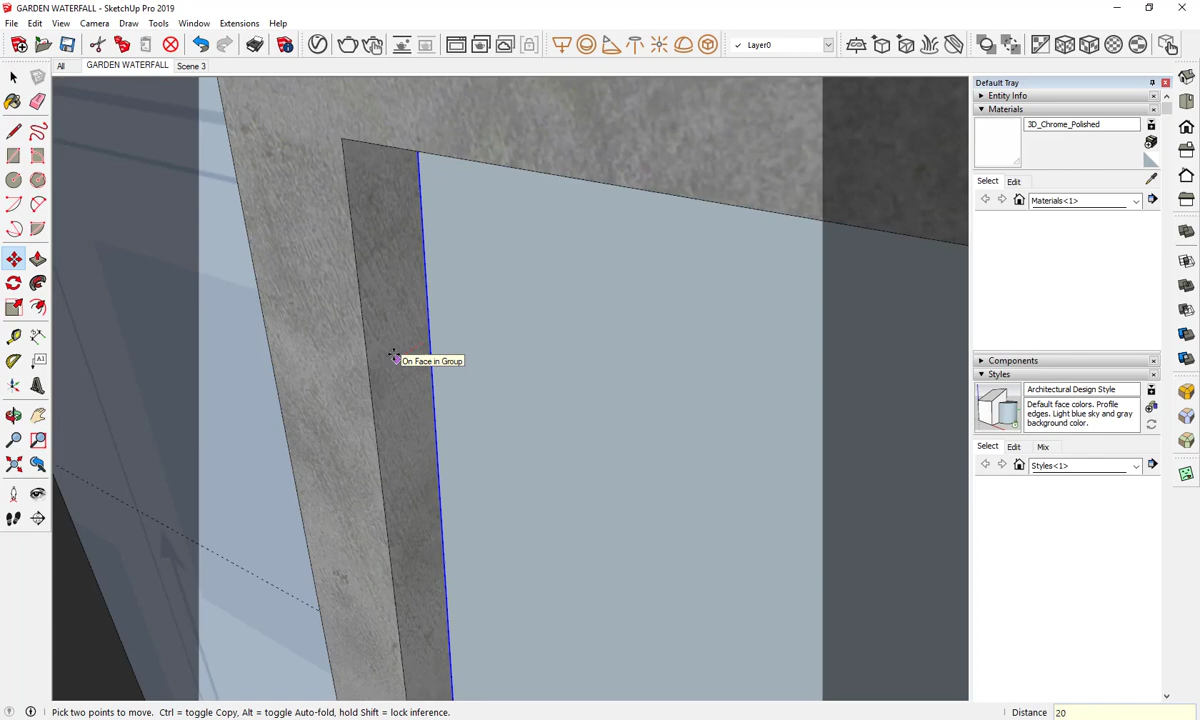 GARDEN WATERFALL - SketchUp Pro 2019
File Edit View Camera Draw Tools Window Extensions Help
Layer0
All GARDEN WATERFALL Scene 3
Default Tray
Entity Info
Materials
3D_Chrome_Polished
Select Edit
Materials<1>
Components
Styles
Architectural Design Style
Default face colors. Profile edges. Light blue sky and gray background color.
Select Edit Mix
Styles<1>
On Face in Group
Pick two points to move. Ctrl = toggle Copy, Alt = toggle Auto-fold, hold Shift = lock inference.
Distance 20